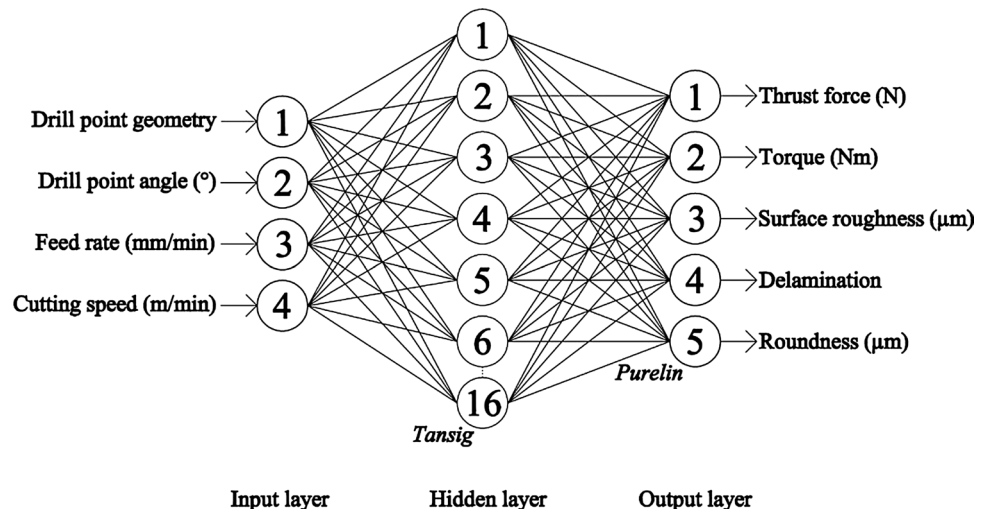 Drill point geometry
Drill point angle (°)
Feed rate (mm/min)
Cutting speed (m/min)
1
2
3
4
1
2
3
4
5
6
16
Tansig
1
2
3
4
5
Purelin
Thrust force (N)
Torque (Nm)
Surface roughness (μm)
Delamination
Roundness (μm)
Input layer
Hidden layer
Output layer